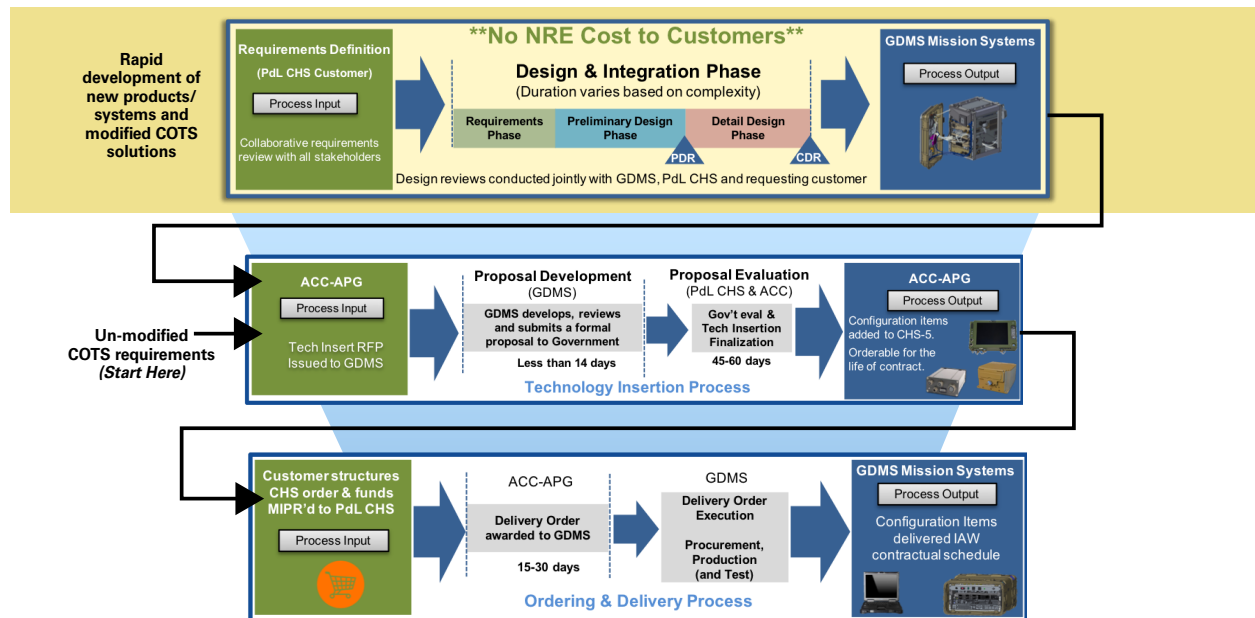 Rapid
development of
new products/
systems and
modified COTS
solutions
**No NRE Cost to Customers**
Requirements Definition
(PdL CHS Customer)
Process Input
Collaborative requirements
review with all stakeholders
Design & Integration Phase
(Duration varies based on complexity)
Requirements
Phase
Preliminary Design
Phase
Detail Design
Phase
PDR
CDR
Design reviews conducted jointly with GDMS, PdL CHS and requesting customer
GDMS Mission Systems
Process Output
Un-modified
COTS requirements
(Start Here)
ACC-APG
Process Input
Tech Insert RFP
Issued to GDMS
Proposal Development
(GDMS)
GDMS develops, reviews
and submits a formal
proposal to Government
Less than 14 days
Proposal Evaluation
(PdL CHS & ACC)
Gov't eval &
Tech Insertion
Finalization
45-60 days
Technology Insertion Process
ACC-APG
Process Output
Configuration items
added to CHS-5.
Orderable for the
life of contract.
Customer structures
CHS order & funds
MIPR'd to PdL CHS
Process Input
ACC-APG
Delivery Order
awarded to GDMS
15-30 days
GDMS
Delivery Order
Execution
Procurement,
Production
(and Test)
Ordering & Delivery Process
GDMS Mission Systems
Process Output
Configuration Items
delivered IAW
contractual schedule